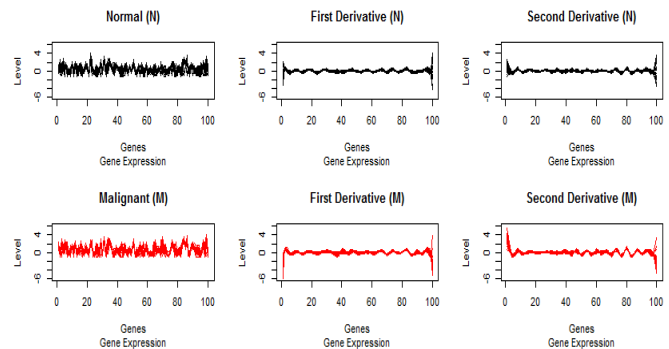 Normal (N)
First Derivative (N)
Second Derivative (N)
Level
4
0
-6
0 20 40 60 80 100
Genes
Gene Expression
Level
4
0
-6
0 20 40 60 80 100
Genes
Gene Expression
Level
4
0
-6
0 20 40 60 80 100
Genes
Gene Expression
Malignant (M)
First Derivative (M)
Second Derivative (M)
Level
4
0
-6
0 20 40 60 80 100
Genes
Gene Expression
Level
4
0
-6
0 20 40 60 80 100
Genes
Gene Expression
Level
4
0
-6
0 20 40 60 80 100
Genes
Gene Expression